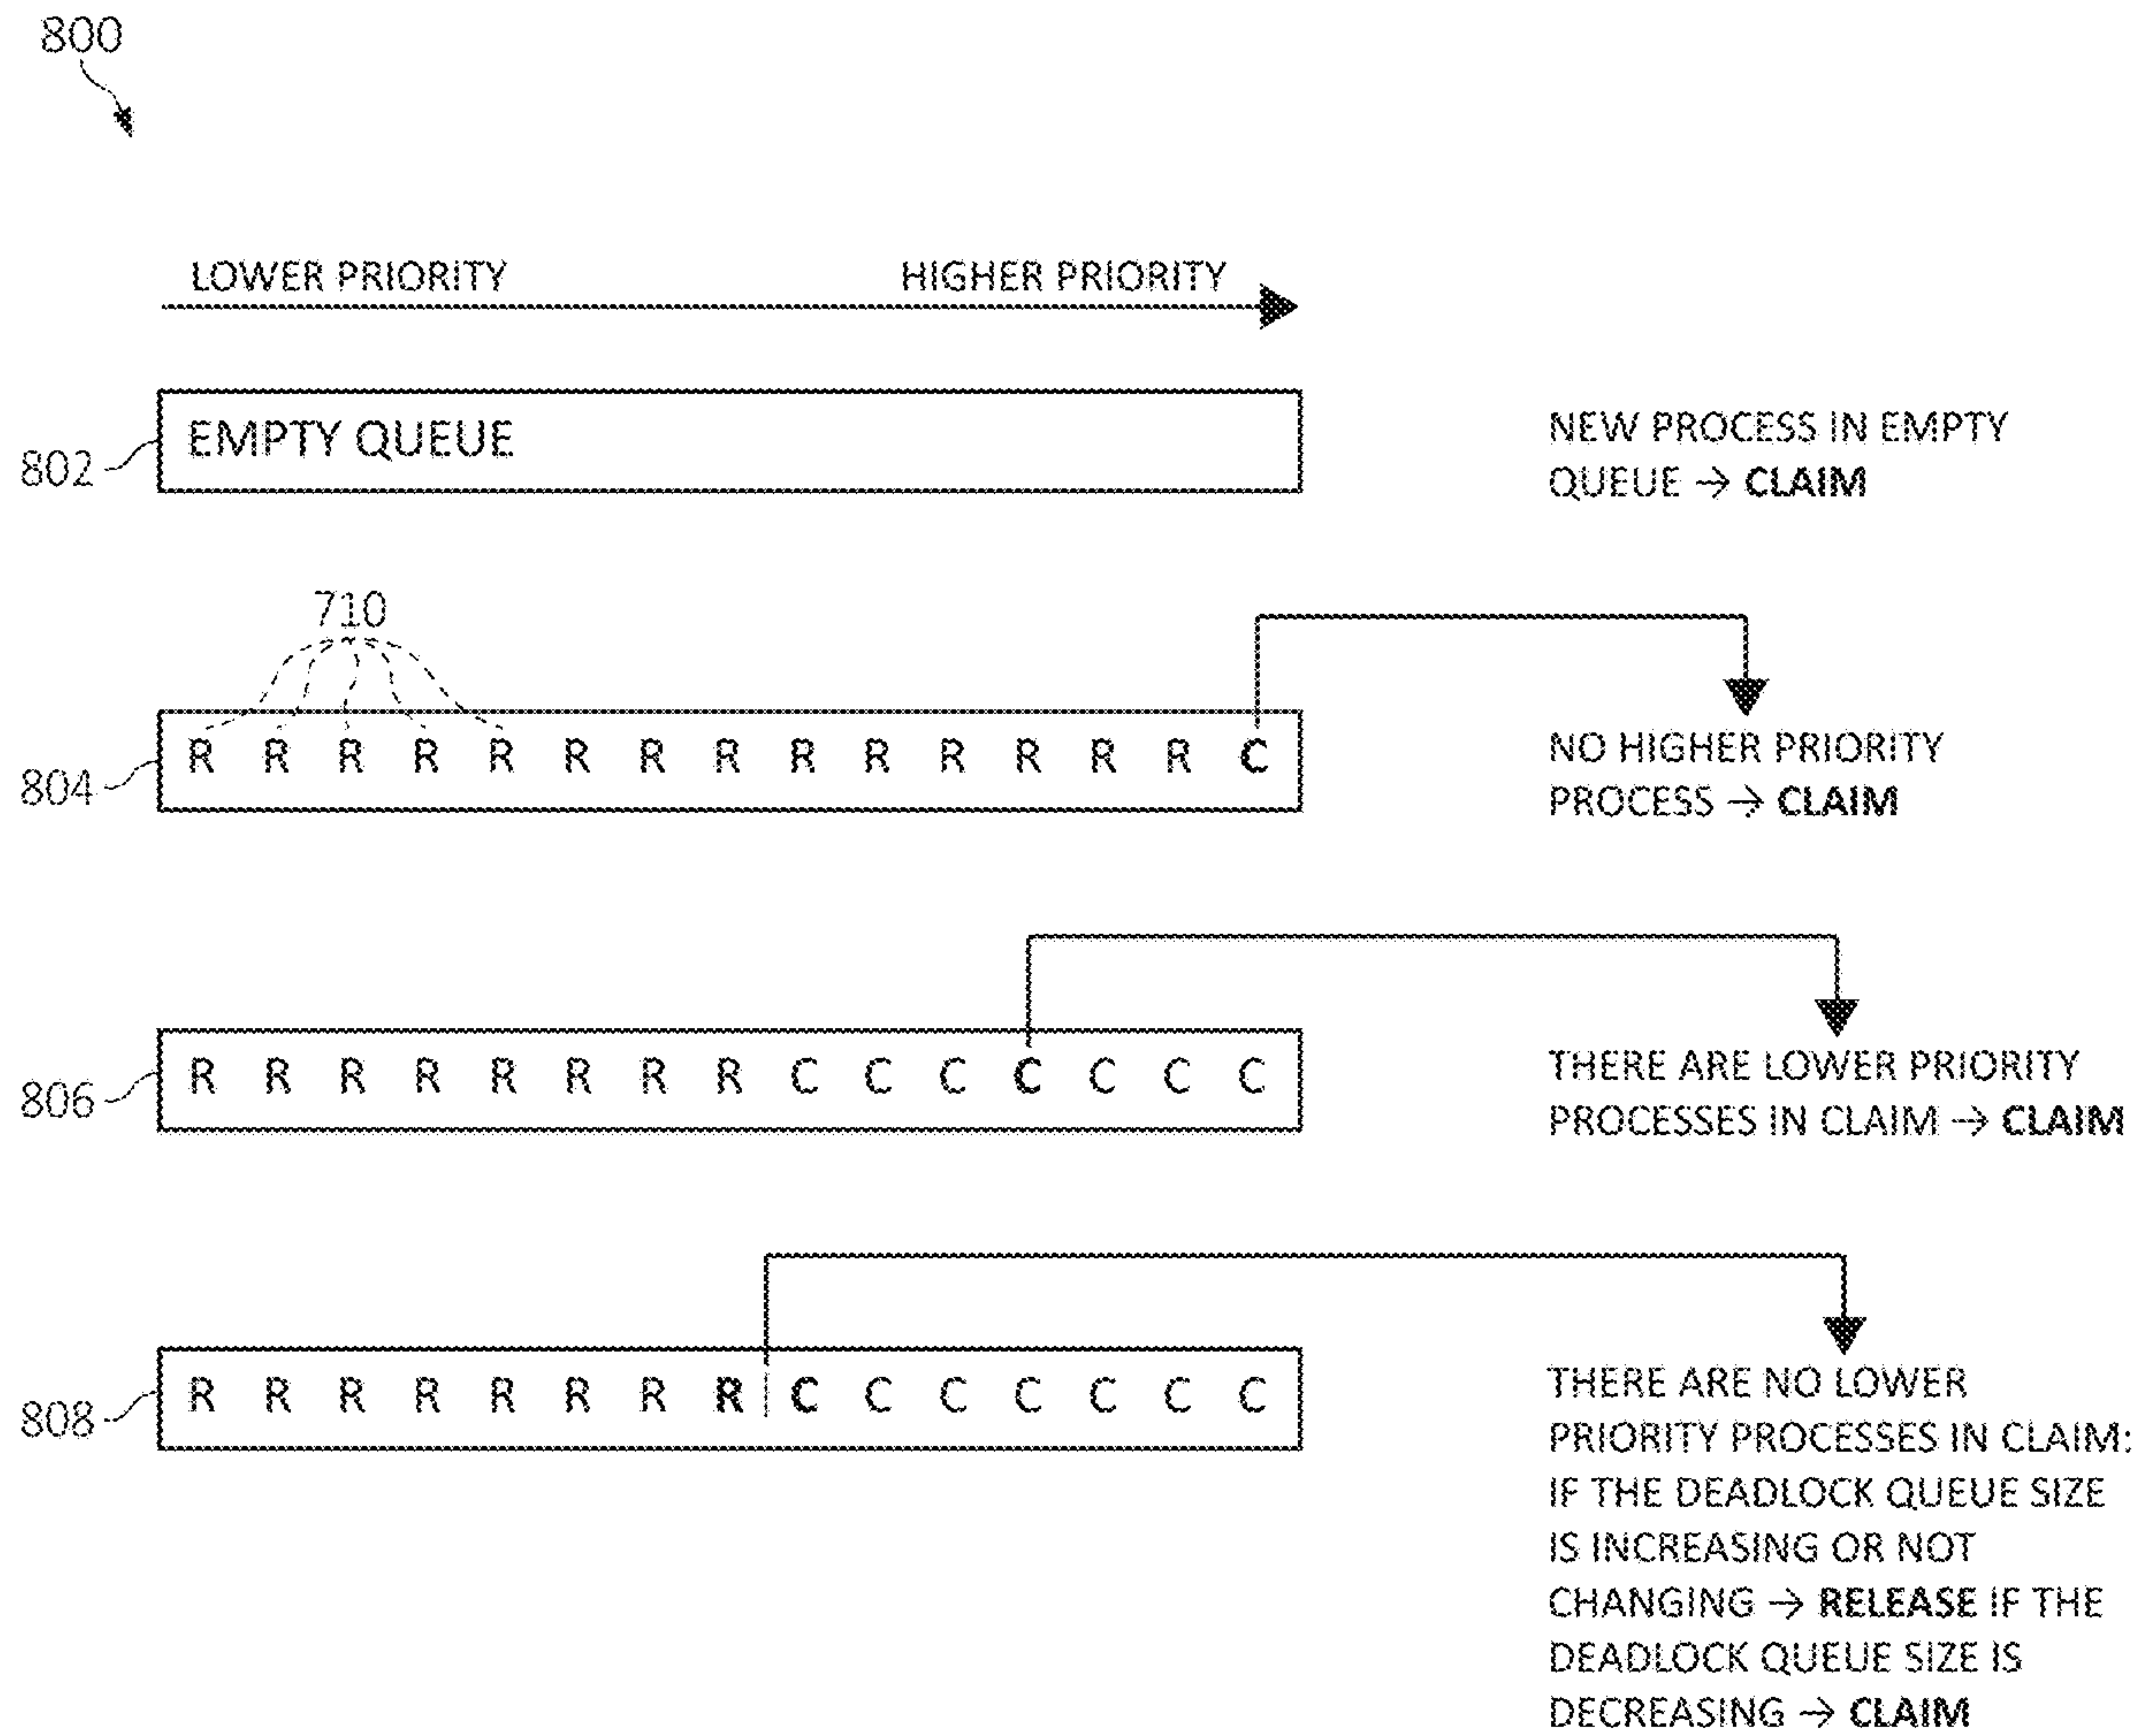 800
LOWER PRIORITY HIGHER PRIORITY
802 EMPTY QUEUE
NEW PROCESS IN EMPTY
QUEUE → CLAIM
710
804 R R R R R R R R R R R R R R C
NO HIGHER PRIORITY
PROCESS → CLAIM
806 R R R R R R R R C C C C C C C
THERE ARE LOWER PRIORITY
PROCESSES IN CLAIM → CLAIM
808 R R R R R R R R C C C C C C C
THERE ARE NO LOWER
PRIORITY PROCESSES IN CLAIM:
IF THE DEADLOCK QUEUE SIZE
IS INCREASING OR NOT
CHANGING → RELEASE IF THE
DEADLOCK QUEUE SIZE IS
DECREASING → CLAIM